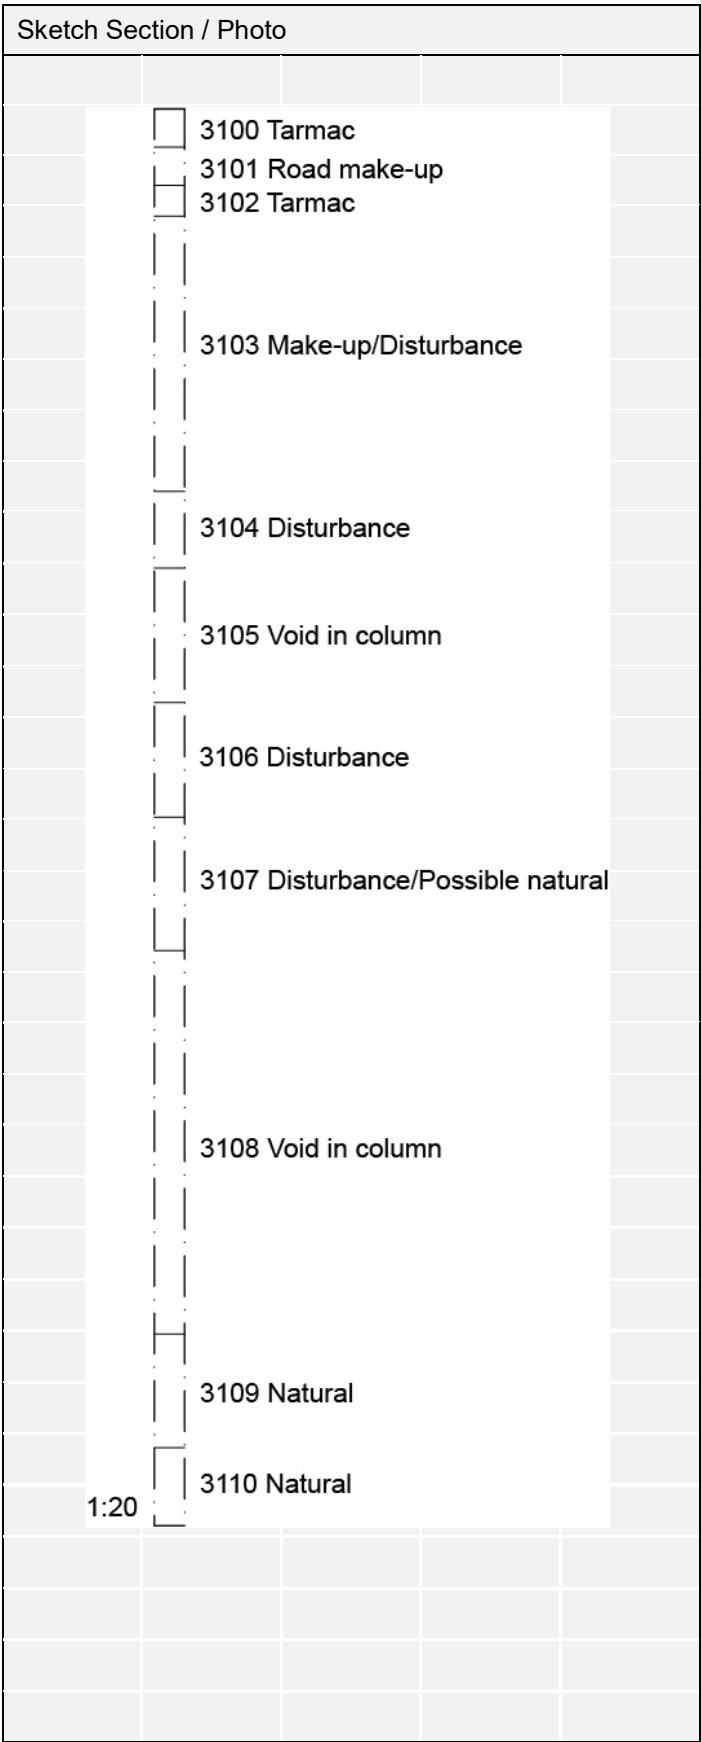 Sketch Section / Photo
3100 Tarmac
3101 Road make-up
3102 Tarmac
3103 Make-up/Disturbance
3104 Disturbance
3105 Void in column
3106 Disturbance
3107 Disturbance/Possible natural
3108 Void in column
3109 Natural
3110 Natural
1:20